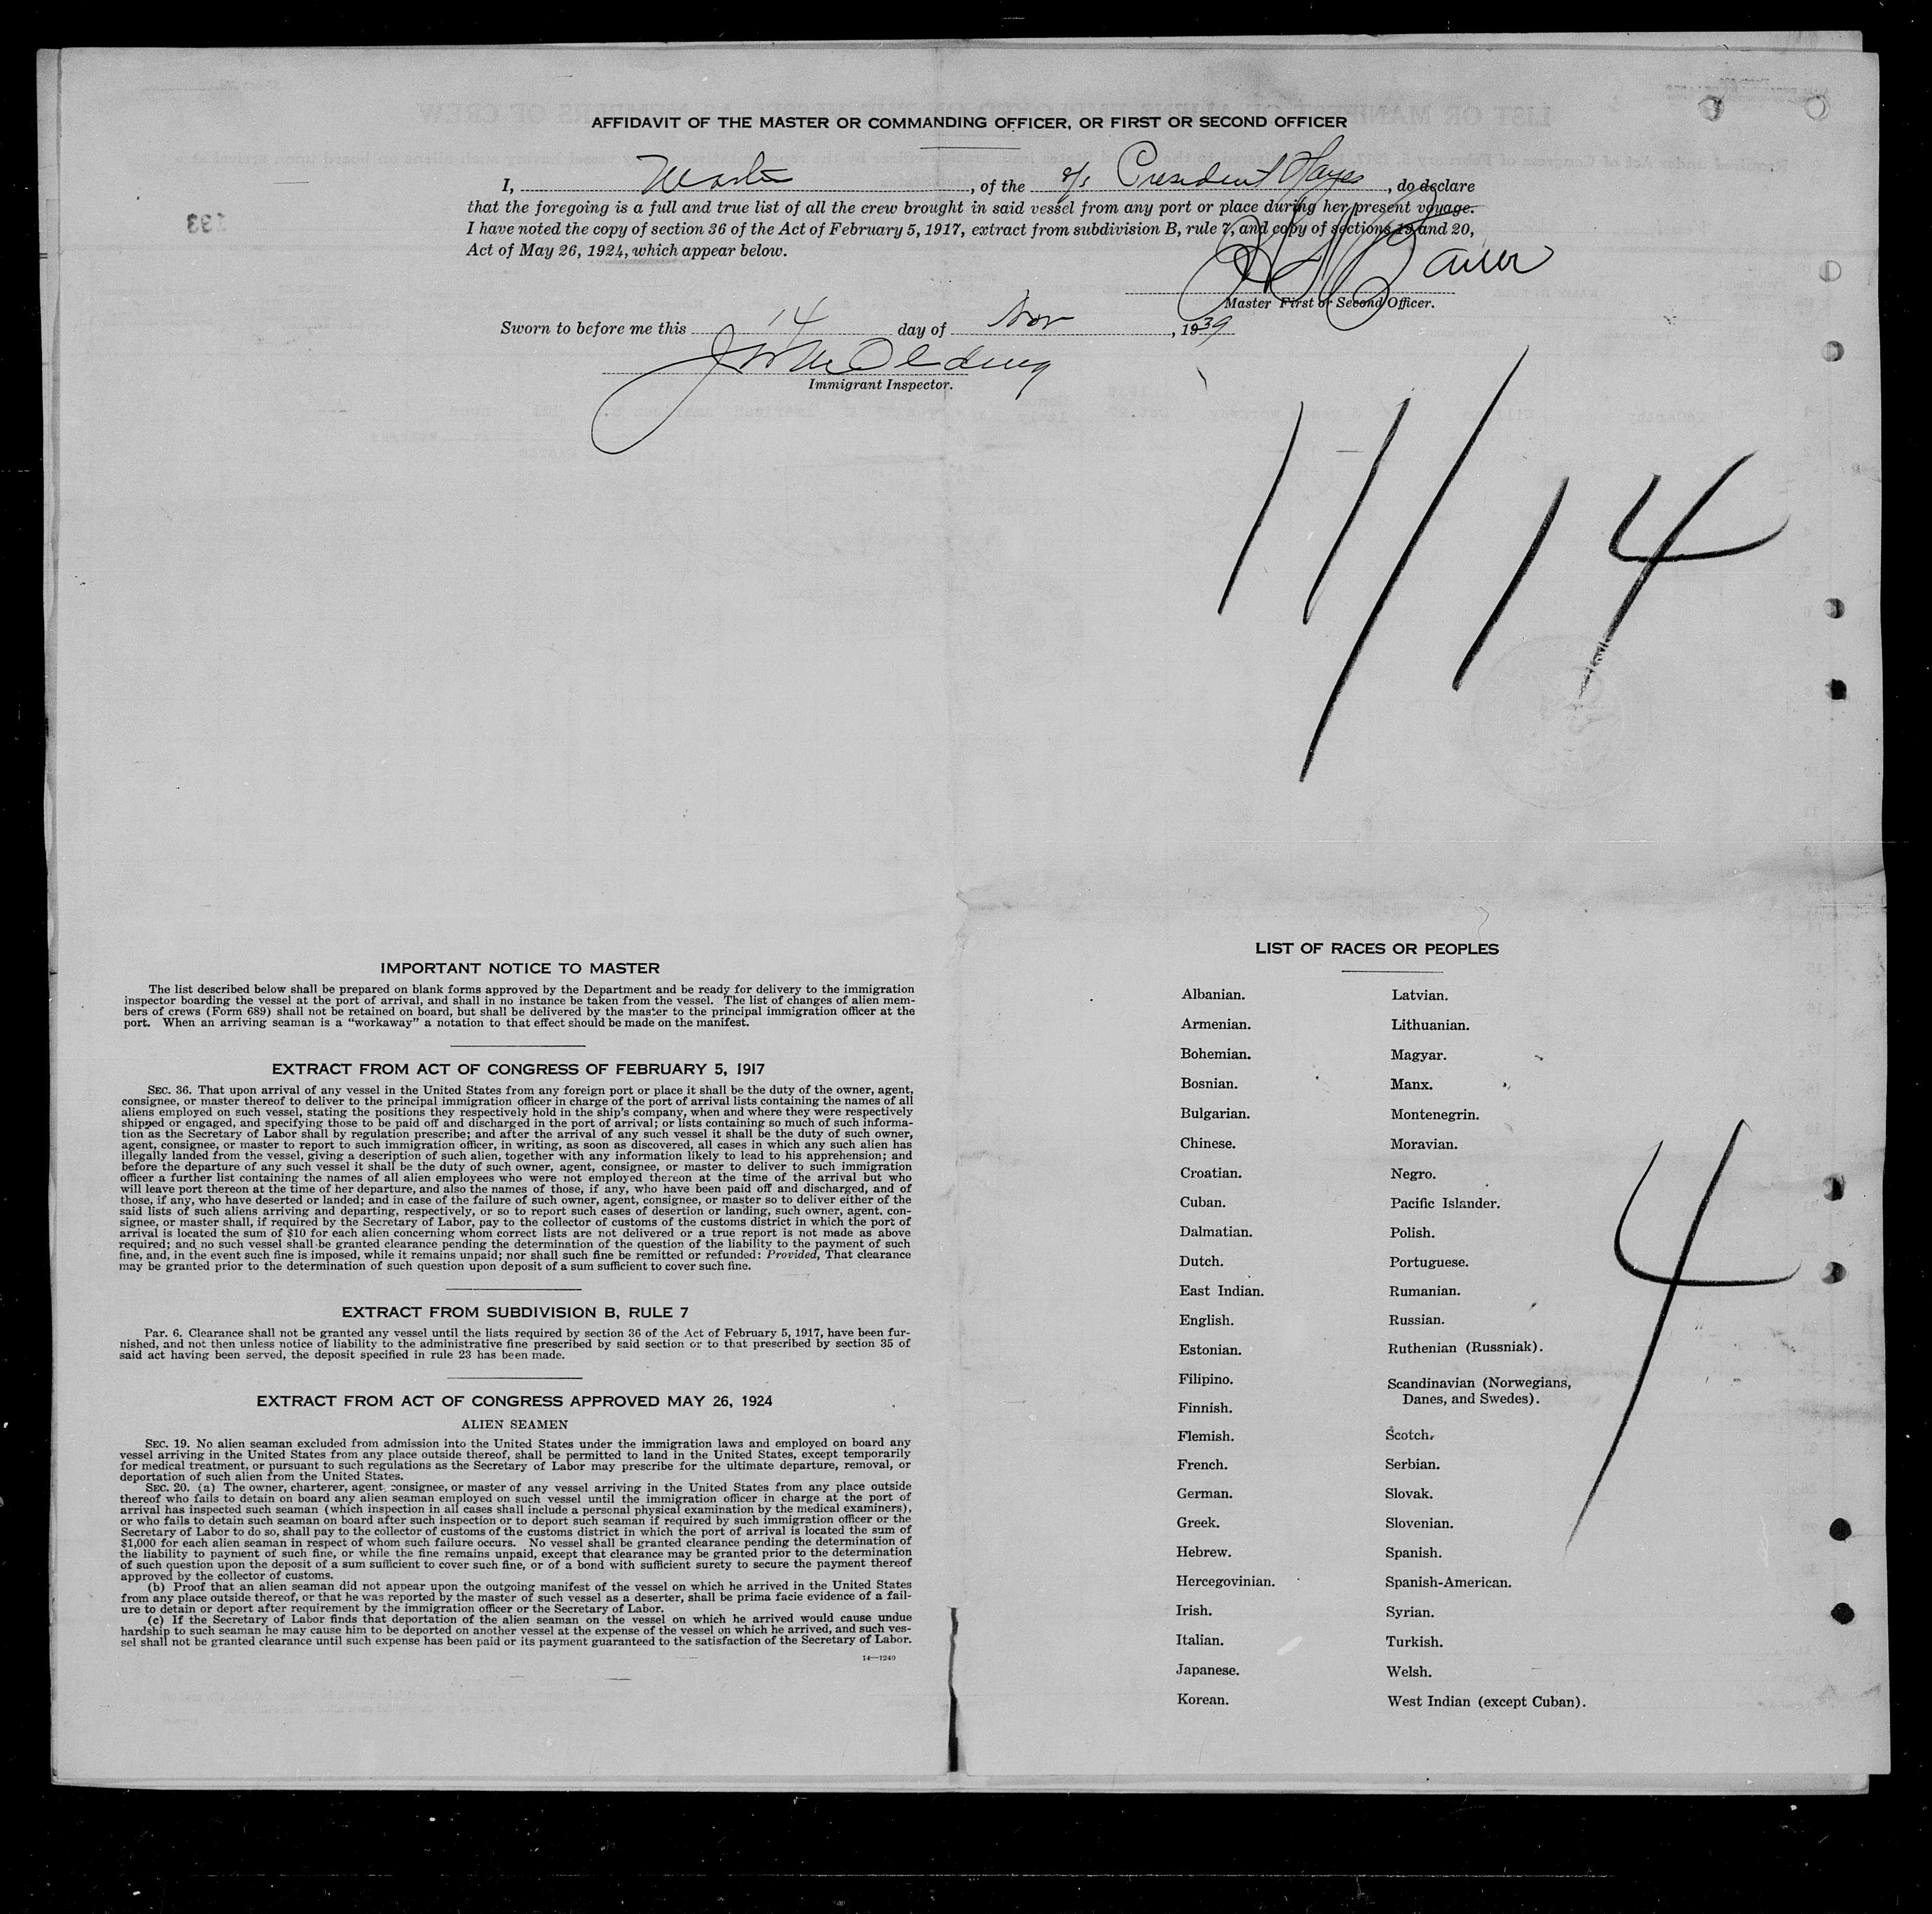 AFFIDAVIT OF THE MASTER OR COMMANDING OFFICER, OR FIRST OR SECOND OFFICER
I, Master, of the s/s President Hayes, do declare
that the foregoing is a full and true list of all the crew brought in said vessel from any port or place during her present voyage.
I have noted the copy of section 36 of the Act of February 5, 1917, extract from subdivision B, rule 7, and copy of sections 19 and 20,
Act of May 26, 1924, which appear below.
Master First or Second Officer.
Sworn to before me this 14 day of Nov, 1939
Immigrant Inspector.
193
11/14
IMPORTANT NOTICE TO MASTER
The list described below shall be prepared on blank forms approved by the Department and be ready for delivery to the immigration
inspector boarding the vessel at the port of arrival, and shall in no instance be taken from the vessel. The list of changes of alien mem-
bers of crews (Form 689) shall not be retained on board, but shall be delivered by the master to the principal immigration officer at the
port. When an arriving seaman is a "workaway" a notation to that effect should be made on the manifest.
EXTRACT FROM ACT OF CONGRESS OF FEBRUARY 5, 1917
SEC. 36. That upon arrival of any vessel in the United States from any foreign port or place it shall be the duty of the owner, agent,
consignee, or master thereof to deliver to the principal immigration officer in charge of the port of arrival lists containing the names of all
aliens employed on such vessel, stating the positions they respectively hold in the ship's company, when and where they were respectively
shipped or engaged, and specifying those to be paid off and discharged in the port of arrival; or lists containing so much of such informa-
tion as the Secretary of Labor shall by regulation prescribe; and after the arrival of any such vessel it shall be the duty of such owner,
agent, consignee, or master to report to such immigration officer, in writing, as soon as discovered, all cases in which any such alien has
illegally landed from the vessel, giving a description of such alien, together with any information likely to lead to his apprehension; and
before the departure of any such vessel it shall be the duty of such owner, agent, consignee, or master to deliver to such immigration
officer a further list containing the names of all alien employees who were not employed thereon at the time of the arrival but who
will leave port thereon at the time of her departure, and also the names of those, if any, who have been paid off and discharged, and of
those, if any, who have deserted or landed; and in case of the failure of such owner, agent, consignee, or master so to deliver either of the
said lists of such aliens arriving and departing, respectively, or so to report such cases of desertion or landing, such owner, agent, con-
signee, or master shall, if required by the Secretary of Labor, pay to the collector of customs of the customs district in which the port of
arrival is located the sum of $10 for each alien concerning whom correct lists are not delivered or a true report is not made as above
required; and no such vessel shall be granted clearance pending the determination of the question of the liability to the payment of such
fine, and, in the event such fine is imposed, while it remains unpaid; nor shall such fine be remitted or refunded: Provided, That clearance
may be granted prior to the determination of such question upon deposit of a sum sufficient to cover such fine.
EXTRACT FROM SUBDIVISION B, RULE 7
Par. 6. Clearance shall not be granted any vessel until the lists required by section 36 of the Act of February 5, 1917, have been fur-
nished, and not then unless notice of liability to the administrative fine prescribed by said section or to that prescribed by section 35 of
said act having been served, the deposit specified in rule 23 has been made.
EXTRACT FROM ACT OF CONGRESS APPROVED MAY 26, 1924
ALIEN SEAMEN
SEC. 19. No alien seaman excluded from admission into the United States under the immigration laws and employed on board any
vessel arriving in the United States from any place outside thereof, shall be permitted to land in the United States, except temporarily
for medical treatment, or pursuant to such regulations as the Secretary of Labor may prescribe for the ultimate departure, removal, or
deportation of such alien from the United States.
SEC. 20. (a) The owner, charterer, agent, consignee, or master of any vessel arriving in the United States from any place outside
thereof who fails to detain on board any alien seaman employed on such vessel until the immigration officer in charge at the port of
arrival has inspected such seaman (which inspection in all cases shall include a personal physical examination by the medical examiners),
or who fails to detain such seaman on board after such inspection or to deport such seaman if required by such immigration officer or the
Secretary of Labor to do so, shall pay to the collector of customs of the customs district in which the port of arrival is located the sum of
$1,000 for each alien seaman in respect of whom such failure occurs. No vessel shall be granted clearance pending the determination of
the liability to payment of such fine, or while the fine remains unpaid, except that clearance may be granted prior to the determination
of such question upon the deposit of a sum sufficient to cover such fine, or of a bond with sufficient surety to secure the payment thereof
approved by the collector of customs.
(b) Proof that an alien seaman did not appear upon the outgoing manifest of the vessel on which he arrived in the United States
from any place outside thereof, or that he was reported by the master of such vessel as a deserter, shall be prima facie evidence of a fail-
ure to detain or deport after requirement by the immigration officer or the Secretary of Labor.
(c) If the Secretary of Labor finds that deportation of the alien seaman on the vessel on which he arrived would cause undue
hardship to such seaman he may cause him to be deported on another vessel at the expense of the vessel on which he arrived, and such ves-
sel shall not be granted clearance until such expense has been paid or its payment guaranteed to the satisfaction of the Secretary of Labor.
14—1240
LIST OF RACES OR PEOPLES
Albanian.
Armenian.
Bohemian.
Bosnian.
Bulgarian.
Chinese.
Croatian.
Cuban.
Dalmatian.
Dutch.
East Indian.
English.
Estonian.
Filipino.
Finnish.
Flemish.
French.
German.
Greek.
Hebrew.
Hercegovinian.
Irish.
Italian.
Japanese.
Korean.
Latvian.
Lithuanian.
Magyar.
Manx.
Montenegrin.
Moravian.
Negro.
Pacific Islander.
Polish.
Portuguese.
Rumanian.
Russian.
Ruthenian (Russniak).
Scandinavian (Norwegians,
Danes, and Swedes).
Scotch.
Serbian.
Slovak.
Slovenian.
Spanish.
Spanish-American.
Syrian.
Turkish.
Welsh.
West Indian (except Cuban).
4